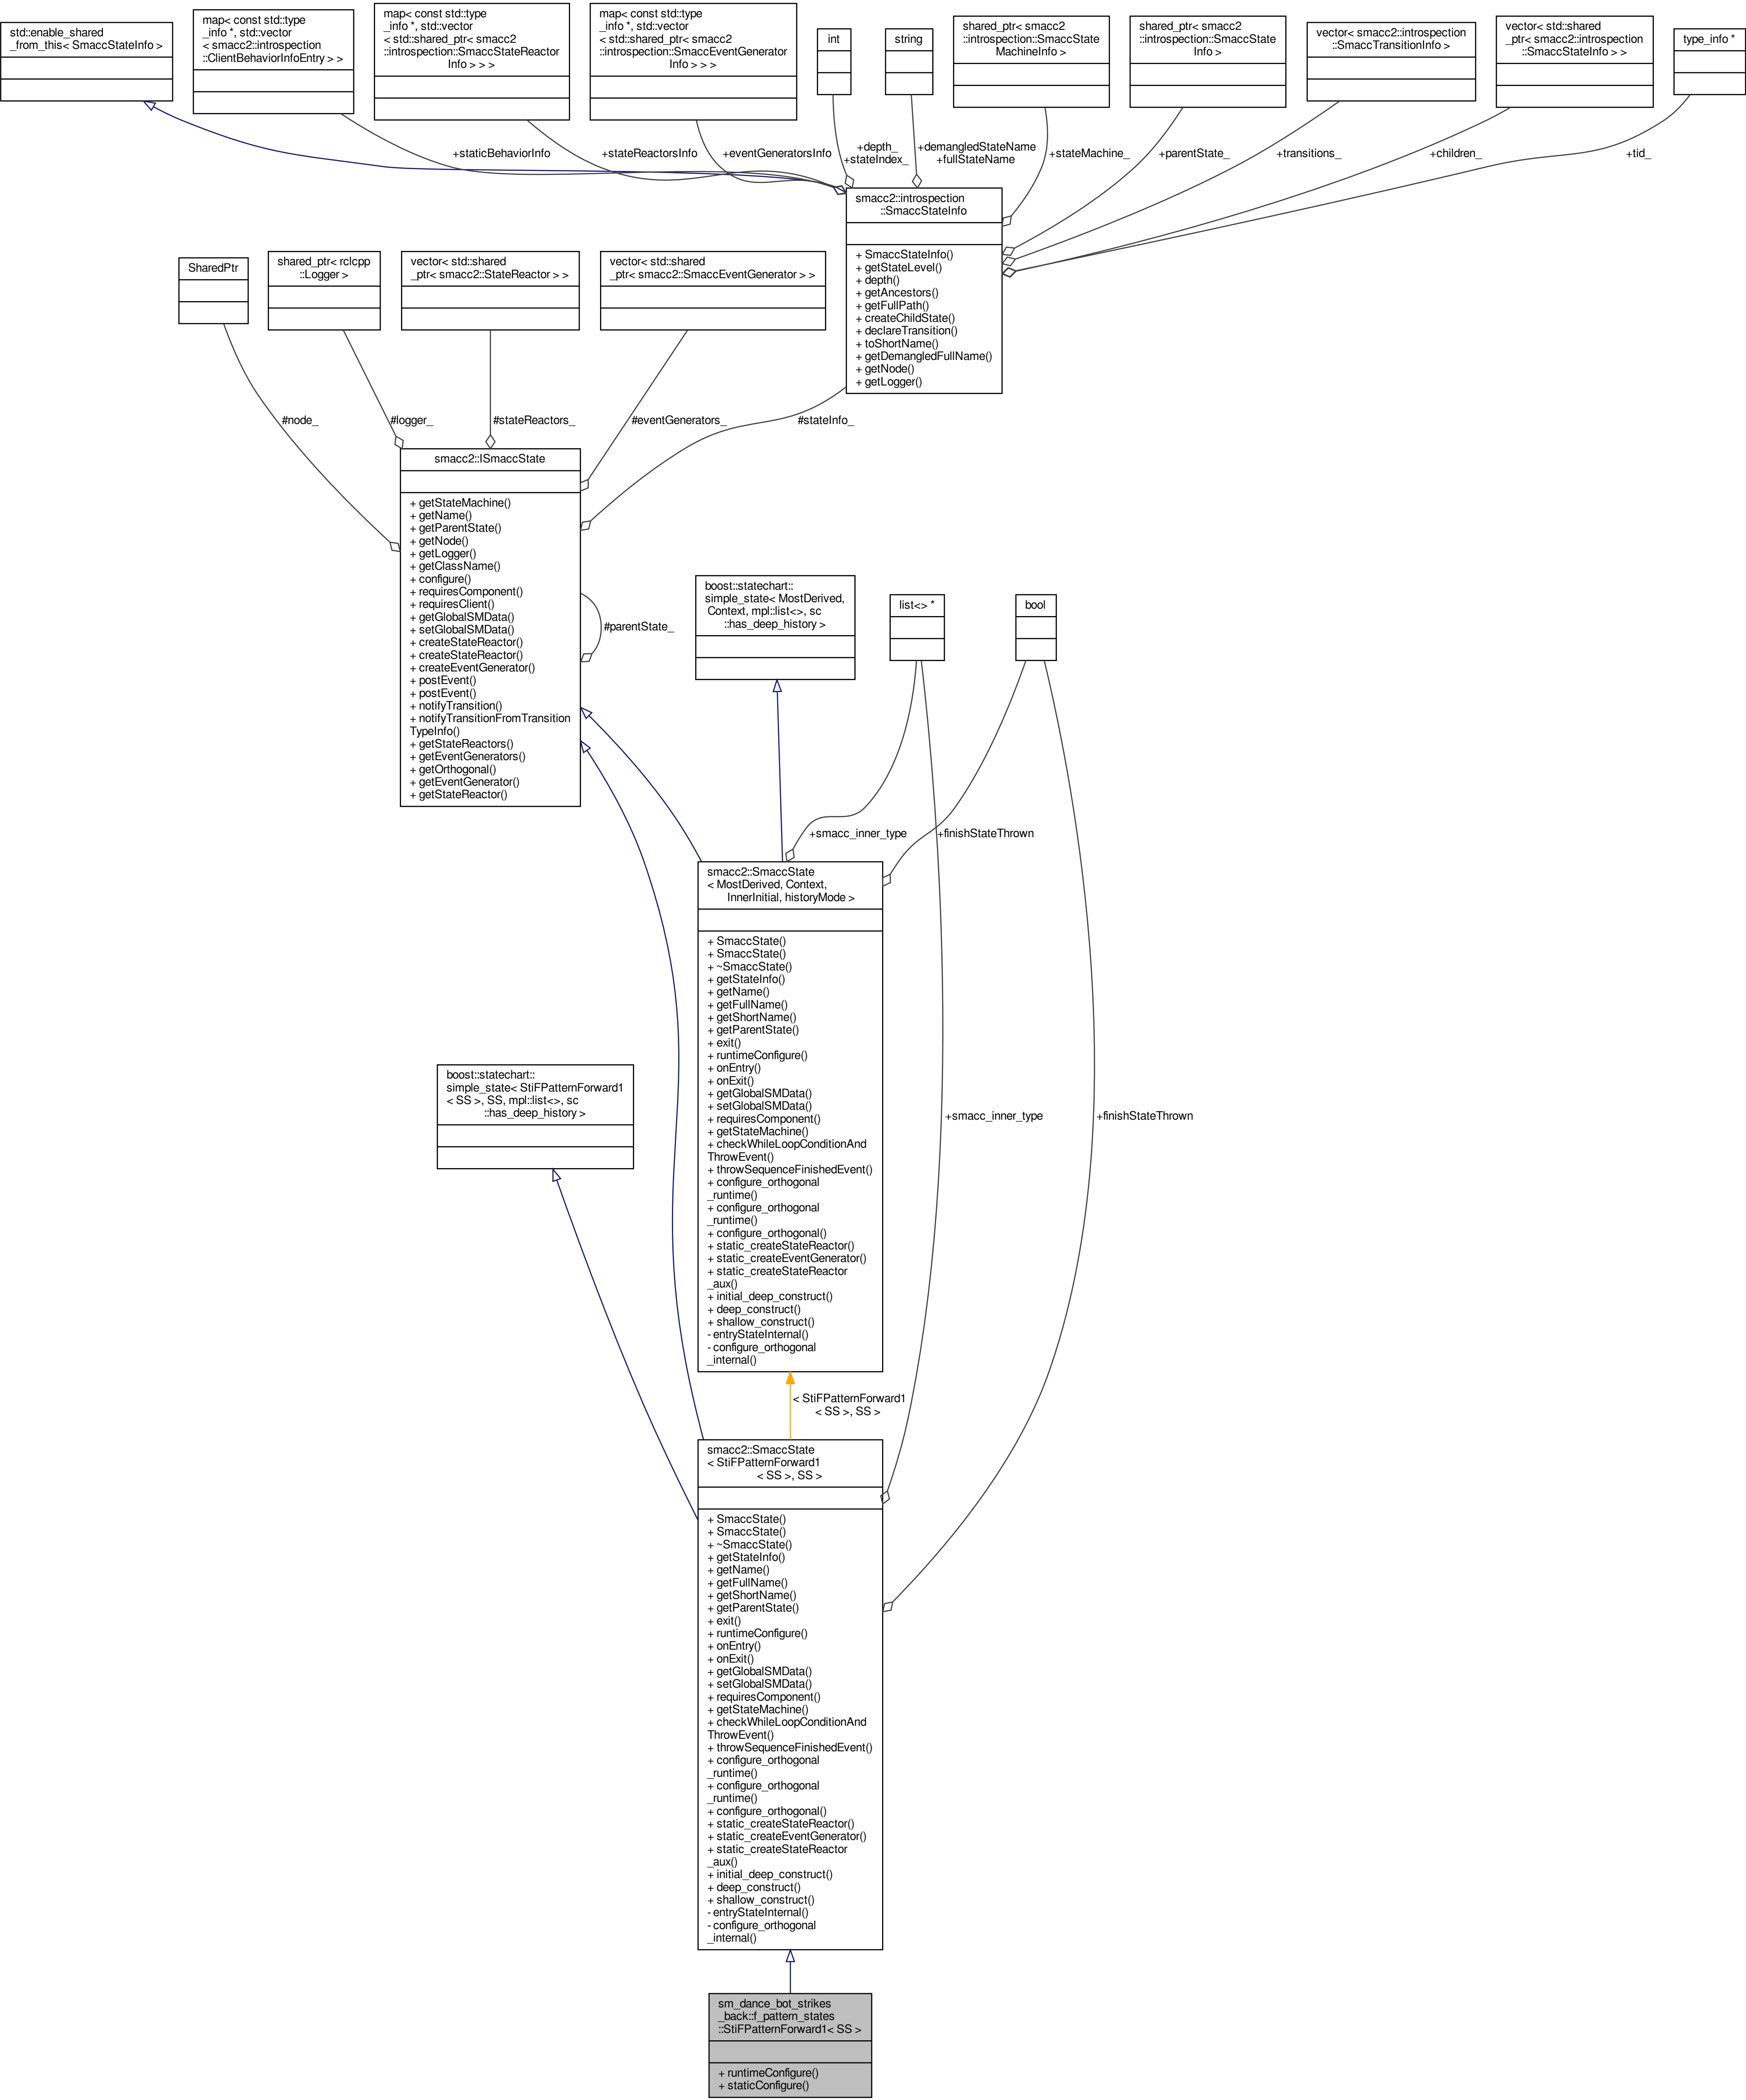 std::enable_shared
_from_this< SmaccStateInfo >
map< const std::type
_info *, std::vector
< smacc2::introspection
::ClientBehaviorInfoEntry > >
map< const std::type
_info *, std::vector
< std::shared_ptr< smacc2
::introspection::SmaccStateReactor
Info > > >
map< const std::type
_info *, std::vector
< std::shared_ptr< smacc2
::introspection::SmaccEventGenerator
Info > > >
int
string
shared_ptr< smacc2
::introspection::SmaccState
MachineInfo >
shared_ptr< smacc2
::introspection::SmaccState
Info >
vector< smacc2::introspection
::SmaccTransitionInfo >
vector< std::shared
_ptr< smacc2::introspection
::SmaccStateInfo > >
type_info *
+staticBehaviorInfo
+stateReactorsInfo
+eventGeneratorsInfo
+depth_
+stateIndex_
+demangledStateName
+fullStateName
+stateMachine_
+parentState_
+transitions_
+children_
+tid_
smacc2::introspection
::SmaccStateInfo
+ SmaccStateInfo()
+ getStateLevel()
+ depth()
+ getAncestors()
+ getFullPath()
+ createChildState()
+ declareTransition()
+ toShortName()
+ getDemangledFullName()
+ getNode()
+ getLogger()
SharedPtr
shared_ptr< rclcpp
::Logger >
vector< std::shared
_ptr< smacc2::StateReactor > >
vector< std::shared
_ptr< smacc2::SmaccEventGenerator > >
#node_
#logger_
#stateReactors_
#eventGenerators_
#stateInfo_
smacc2::ISmaccState
+ getStateMachine()
+ getName()
+ getParentState()
+ getNode()
+ getLogger()
+ getClassName()
+ configure()
+ requiresComponent()
+ requiresClient()
+ getGlobalSMData()
+ setGlobalSMData()
+ createStateReactor()
+ createStateReactor()
+ createEventGenerator()
+ postEvent()
+ postEvent()
+ notifyTransition()
+ notifyTransitionFromTransition
TypeInfo()
+ getStateReactors()
+ getEventGenerators()
+ getOrthogonal()
+ getEventGenerator()
+ getStateReactor()
#parentState_
boost::statechart::
simple_state< MostDerived,
Context, mpl::list<>, sc
::has_deep_history >
list<> *
bool
+smacc_inner_type
+finishStateThrown
smacc2::SmaccState
< MostDerived, Context,
InnerInitial, historyMode >
+ SmaccState()
+ SmaccState()
+ ~SmaccState()
+ getStateInfo()
+ getName()
+ getFullName()
+ getShortName()
+ getParentState()
+ exit()
+ runtimeConfigure()
+ onEntry()
+ onExit()
+ getGlobalSMData()
+ setGlobalSMData()
+ requiresComponent()
+ getStateMachine()
+ checkWhileLoopConditionAnd
ThrowEvent()
+ throwSequenceFinishedEvent()
+ configure_orthogonal
_runtime()
+ configure_orthogonal
_runtime()
+ configure_orthogonal()
+ static_createStateReactor()
+ static_createEventGenerator()
+ static_createStateReactor
_aux()
+ initial_deep_construct()
+ deep_construct()
+ shallow_construct()
- entryStateInternal()
- configure_orthogonal
_internal()
boost::statechart::
simple_state< StiFPatternForward1
< SS >, SS, mpl::list<>, sc
::has_deep_history >
+smacc_inner_type
+finishStateThrown
< StiFPatternForward1
< SS >, SS >
smacc2::SmaccState
< StiFPatternForward1
< SS >, SS >
+ SmaccState()
+ SmaccState()
+ ~SmaccState()
+ getStateInfo()
+ getName()
+ getFullName()
+ getShortName()
+ getParentState()
+ exit()
+ runtimeConfigure()
+ onEntry()
+ onExit()
+ getGlobalSMData()
+ setGlobalSMData()
+ requiresComponent()
+ getStateMachine()
+ checkWhileLoopConditionAnd
ThrowEvent()
+ throwSequenceFinishedEvent()
+ configure_orthogonal
_runtime()
+ configure_orthogonal
_runtime()
+ configure_orthogonal()
+ static_createStateReactor()
+ static_createEventGenerator()
+ static_createStateReactor
_aux()
+ initial_deep_construct()
+ deep_construct()
+ shallow_construct()
- entryStateInternal()
- configure_orthogonal
_internal()
sm_dance_bot_strikes
_back::f_pattern_states
::StiFPatternForward1< SS >
+ runtimeConfigure()
+ staticConfigure()